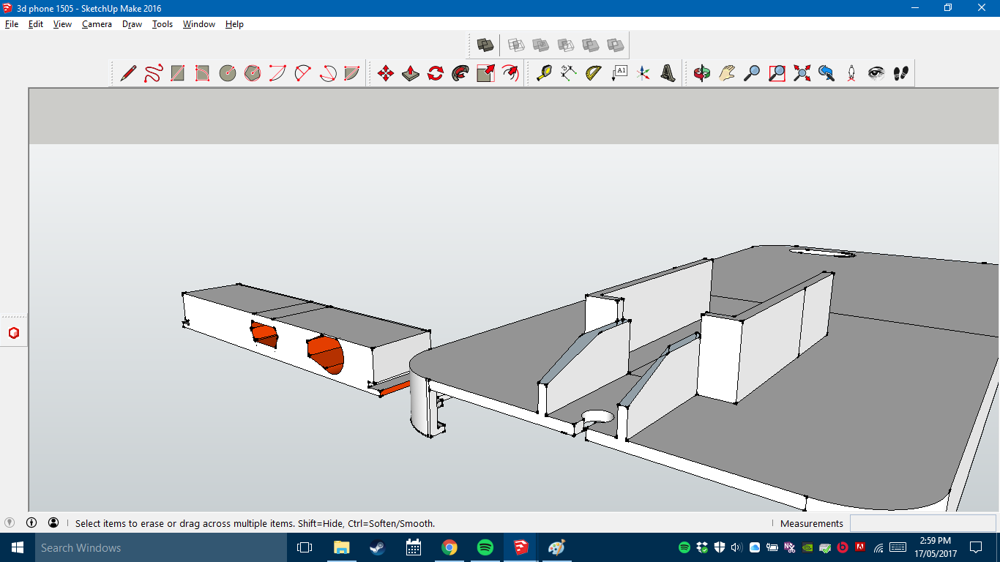 3d phone 1505 - SketchUp Make 2016
File Edit View Camera Draw Tools Window Help
A1
Select items to erase or drag across multiple items. Shift=Hide, Ctrl=Soften/Smooth.
Measurements
Search Windows
2:59 PM
17/05/2017